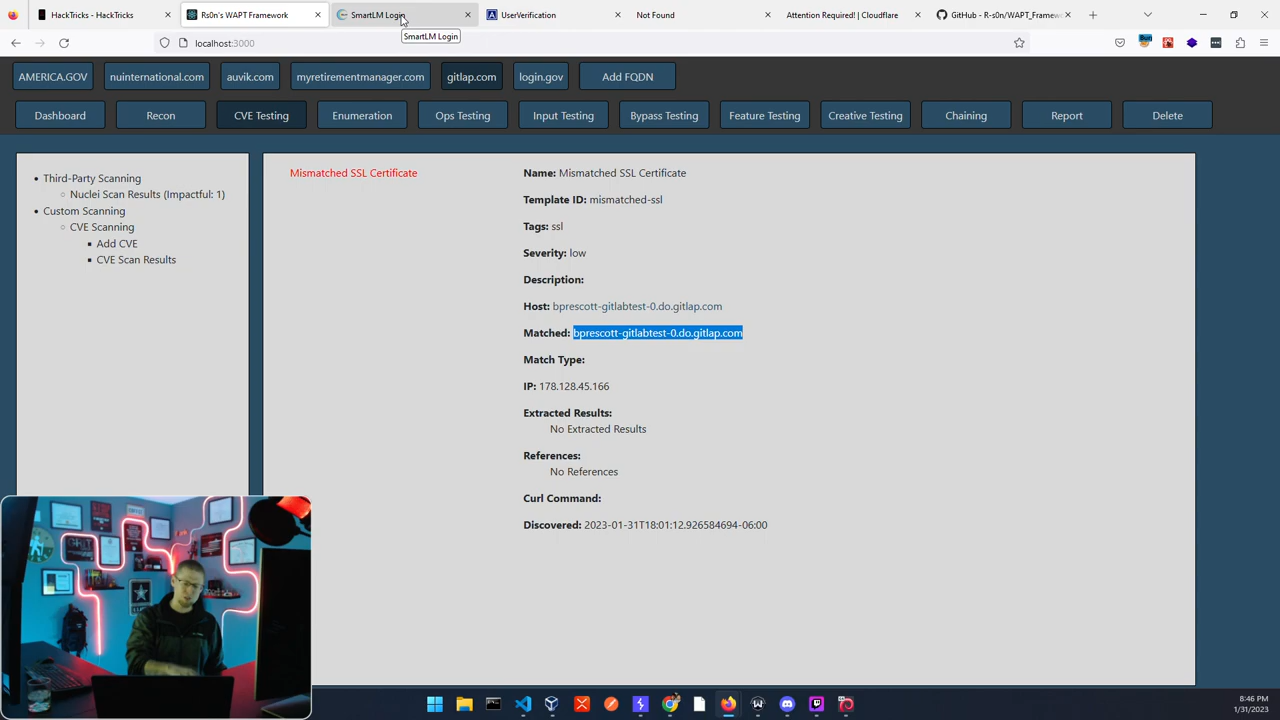 HackTricks - HackTricks
Rs0n's WAPT Framework
SmartLM Login
UserVerification
Not Found
Attention Required! | Cloudflare
GitHub - R-s0n/WAPT_Framew
localhost:3000
SmartLM Login
AMERICA.GOV
nuinternational.com
auvik.com
myretirementmanager.com
gitlap.com
login.gov
Add FQDN
Dashboard
Recon
CVE Testing
Enumeration
Ops Testing
Input Testing
Bypass Testing
Feature Testing
Creative Testing
Chaining
Report
Delete
Third-Party Scanning
Nuclei Scan Results (Impactful: 1)
Custom Scanning
CVE Scanning
Add CVE
CVE Scan Results
Mismatched SSL Certificate
Name: Mismatched SSL Certificate
Template ID: mismatched-ssl
Tags: ssl
Severity: low
Description:
Host: bprescott-gitlabtest-0.do.gitlap.com
Matched: bprescott-gitlabtest-0.do.gitlap.com
Match Type:
IP: 178.128.45.166
Extracted Results:
No Extracted Results
References:
No References
Curl Command:
Discovered: 2023-01-31T18:01:12.926584694-06:00
8:46 PM
1/31/2023